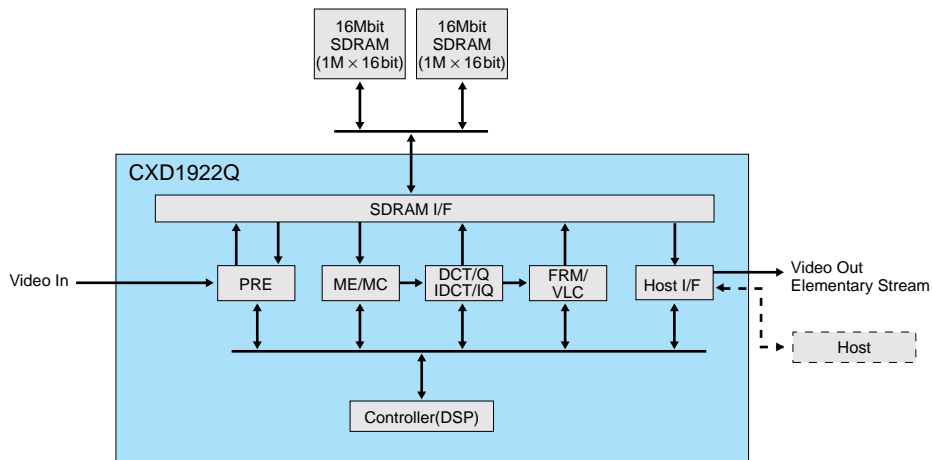 16Mbit
SDRAM
(1M × 16bit)
16Mbit
SDRAM
(1M × 16bit)
CXD1922Q
SDRAM I/F
Video In
PRE
ME/MC
DCT/Q
IDCT/IQ
FRM/
VLC
Host I/F
Video Out
Elementary Stream
Host
Controller(DSP)